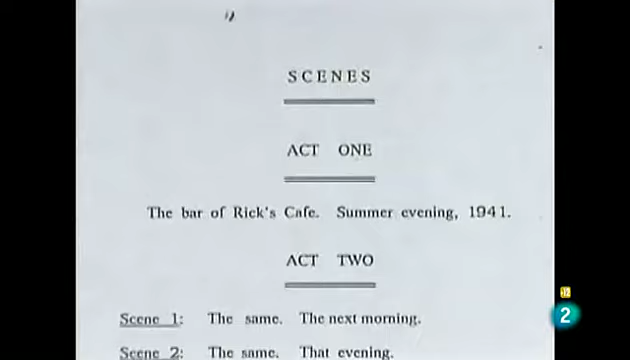 SCENES
ACT ONE
The bar of Rick's Cafe. Summer evening, 1941.
ACT TWO
Scene 1: The same. The next morning.
Scene 2: The same. That evening.
12
2